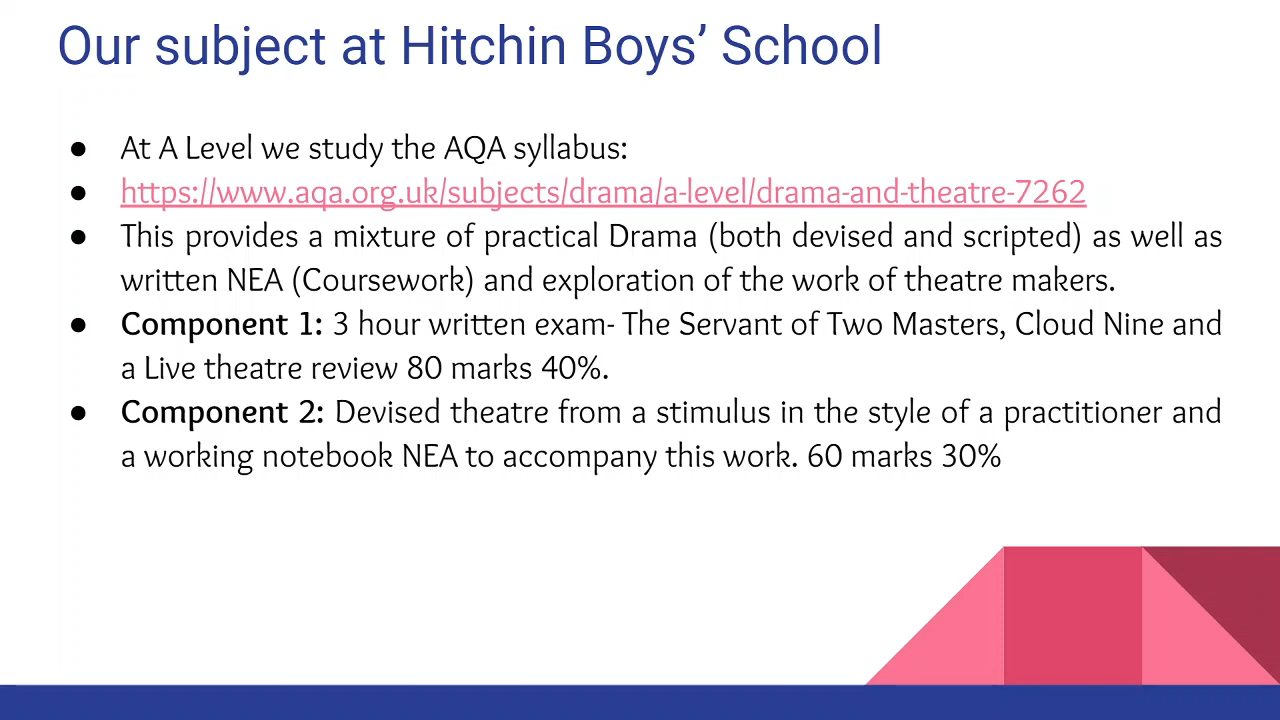 Our subject at Hitchin Boys’ School
● At A Level we study the AQA syllabus:
● https://www.aqa.org.uk/subjects/drama/a-level/drama-and-theatre-7262
● This provides a mixture of practical Drama (both devised and scripted) as well as
written NEA (Coursework) and exploration of the work of theatre makers.
● Component 1: 3 hour written exam- The Servant of Two Masters, Cloud Nine and
a Live theatre review 80 marks 40%.
● Component 2: Devised theatre from a stimulus in the style of a practitioner and
a working notebook NEA to accompany this work. 60 marks 30%